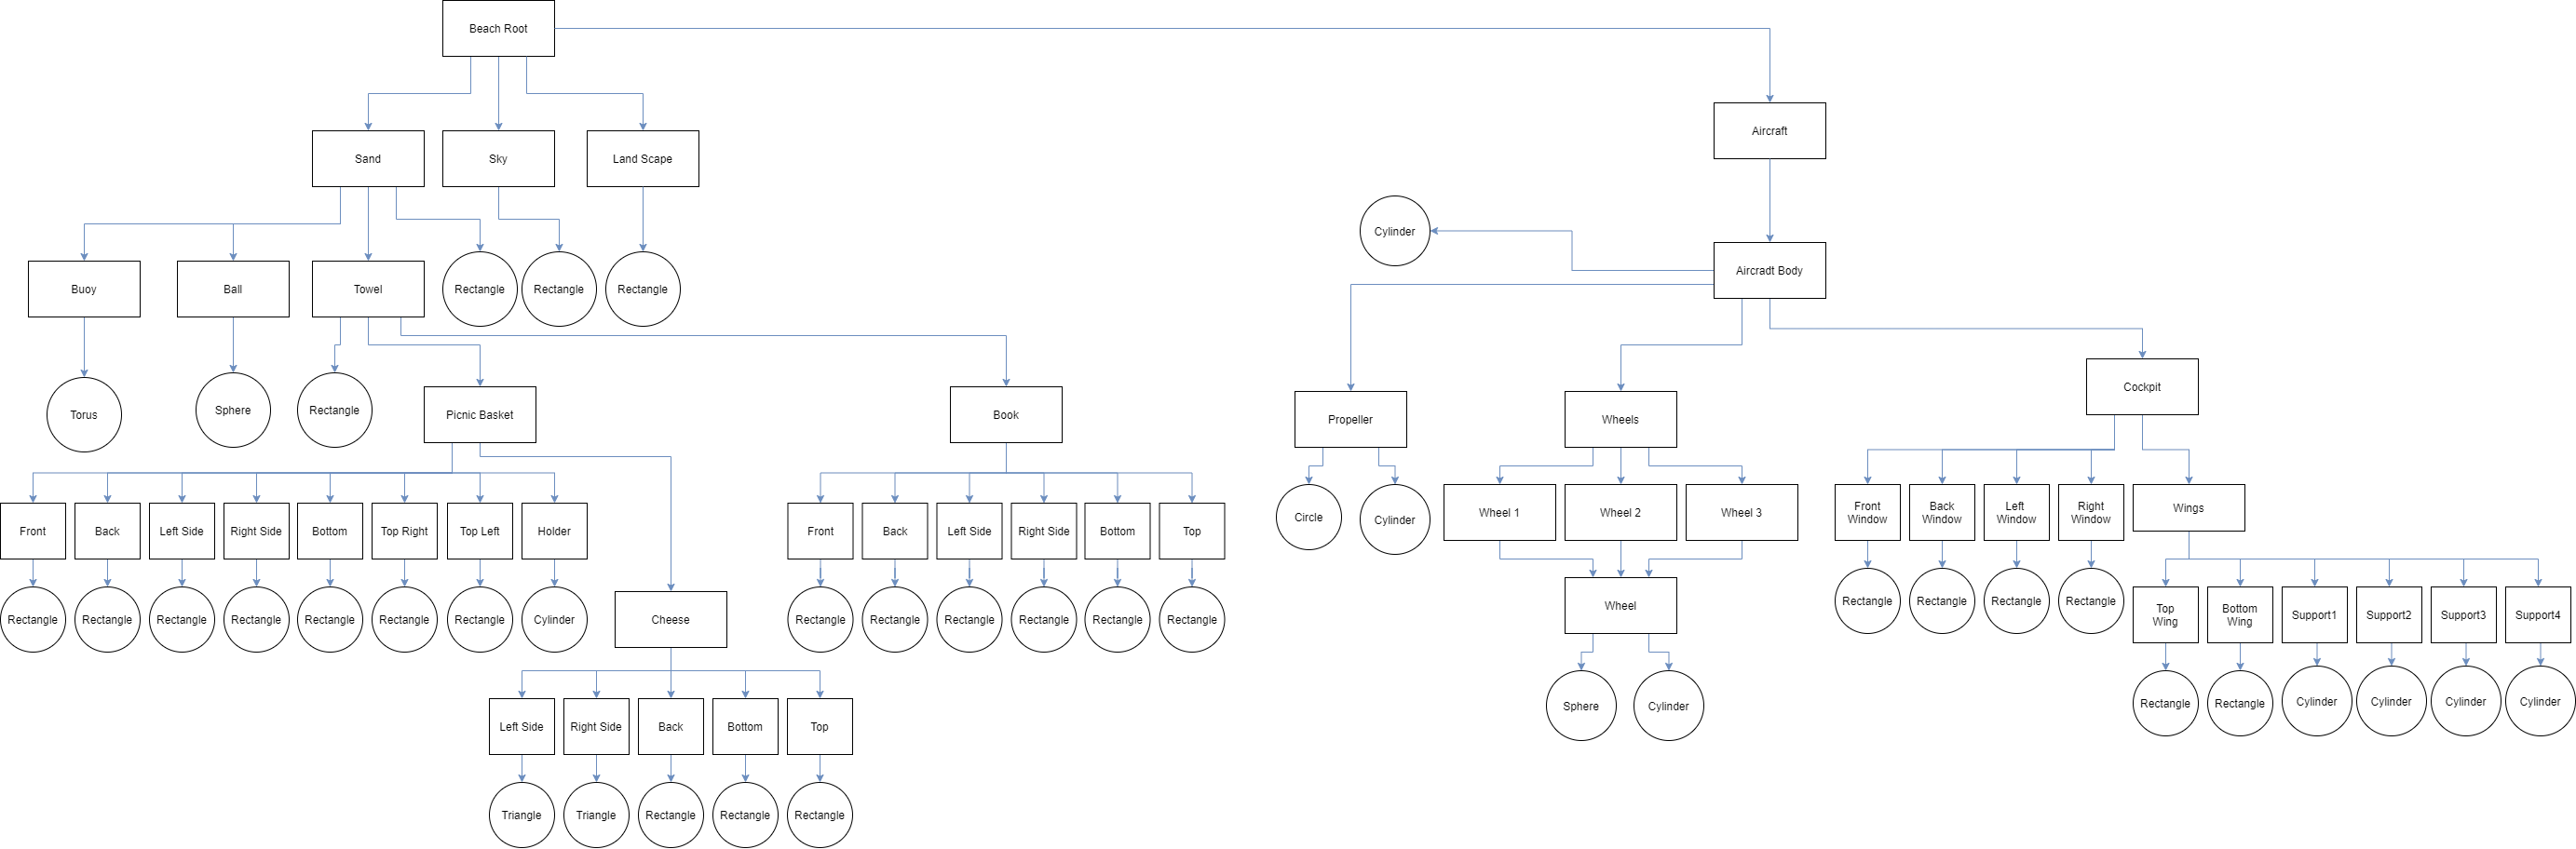 Beach Root
Aircraft
Sand
Sky
Land Scape
Cylinder
Aircradt Body
Buoy
Ball
Towel
Rectangle
Rectangle
Rectangle
Cockpit
Torus
Sphere
Rectangle
Picnic Basket
Book
Propeller
Wheels
Front
Back
Left Side
Right Side
Bottom
Top Right
Top Left
Holder
Front
Back
Left Side
Right Side
Bottom
Top
Circle
Cylinder
Wheel 1
Wheel 2
Wheel 3
Front
Window
Back
Window
Left
Window
Right
Window
Wings
Rectangle
Rectangle
Rectangle
Rectangle
Rectangle
Rectangle
Rectangle
Cylinder
Cheese
Rectangle
Rectangle
Rectangle
Rectangle
Rectangle
Rectangle
Wheel
Rectangle
Rectangle
Rectangle
Rectangle
Top
Wing
Bottom
Wing
Support1
Support2
Support3
Support4
Left Side
Right Side
Back
Bottom
Top
Sphere
Cylinder
Rectangle
Rectangle
Cylinder
Cylinder
Cylinder
Cylinder
Triangle
Triangle
Rectangle
Rectangle
Rectangle